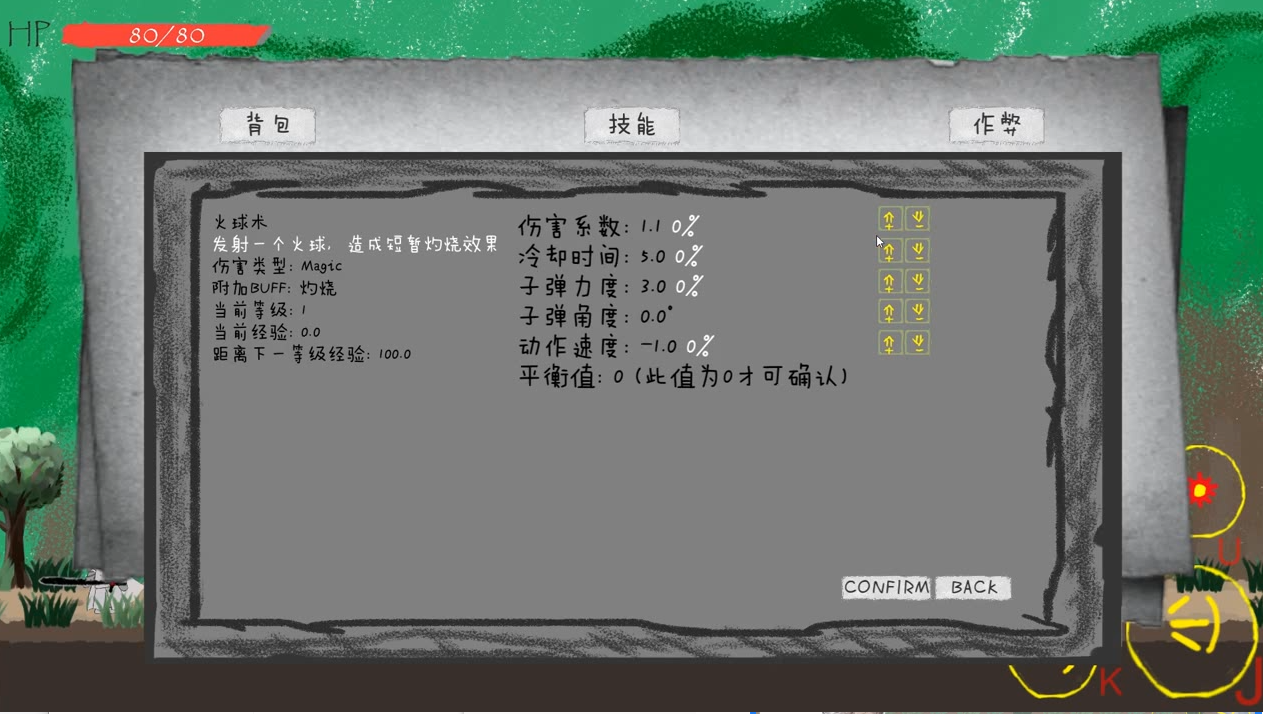 HP 80/80
背包
技能
作弊
火球术
发射一个火球, 造成短暂灼烧效果
伤害类型: Magic
附加BUFF: 灼烧
当前等级: 1
当前经验: 0.0
距离下一等级经验: 100.0
伤害系数: 1.1 0%
冷却时间: 5.0 0%
子弹力度: 3.0 0%
子弹角度: 0.0°
动作速度: -1.0 0%
平衡值: 0 (此值为0才可确认)
CONFIRM
BACK
U
K
J